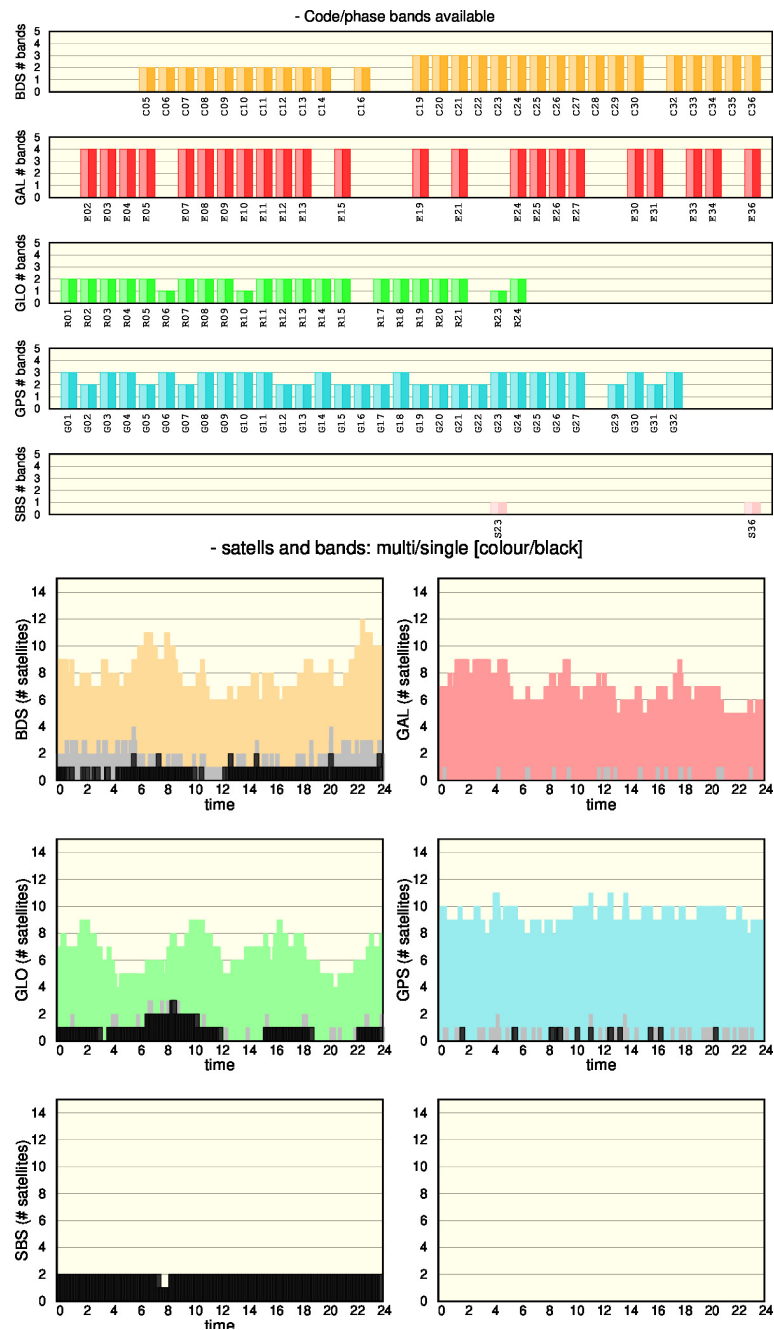 - Code/phase bands available
BDS # bands
5
4
3
2
1
0
C05 C06 C07 C08 C09 C10 C11 C12 C13 C14 C16 C19 C20 C21 C22 C23 C24 C25 C26 C27 C28 C29 C30 C32 C33 C34 C35 C36
GAL # bands
5
4
3
2
1
0
E02 E03 E04 E05 E07 E08 E09 E10 E11 E12 E13 E15 E19 E21 E24 E25 E26 E27 E30 E31 E33 E34 E36
GLO # bands
5
4
3
2
1
0
R01 R02 R03 R04 R05 R06 R07 R08 R09 R10 R11 R12 R13 R14 R15 R17 R18 R19 R20 R21 R23 R24
GPS # bands
5
4
3
2
1
0
G01 G02 G03 G04 G05 G06 G07 G08 G09 G10 G11 G12 G13 G14 G15 G16 G17 G18 G19 G20 G21 G22 G23 G24 G25 G26 G27 G29 G30 G31 G32
SBS # bands
5
4
3
2
1
0
S23 S36
- satells and bands: multi/single [colour/black]
BDS (# satellites)
14
12
10
8
6
4
2
0
0 2 4 6 8 10 12 14 16 18 20 22 24
time
GAL (# satellites)
14
12
10
8
6
4
2
0
0 2 4 6 8 10 12 14 16 18 20 22 24
time
GLO (# satellites)
14
12
10
8
6
4
2
0
0 2 4 6 8 10 12 14 16 18 20 22 24
time
GPS (# satellites)
14
12
10
8
6
4
2
0
0 2 4 6 8 10 12 14 16 18 20 22 24
time
SBS (# satellites)
14
12
10
8
6
4
2
0
0 2 4 6 8 10 12 14 16 18 20 22 24
time
14
12
10
8
6
4
2
0
0 2 4 6 8 10 12 14 16 18 20 22 24